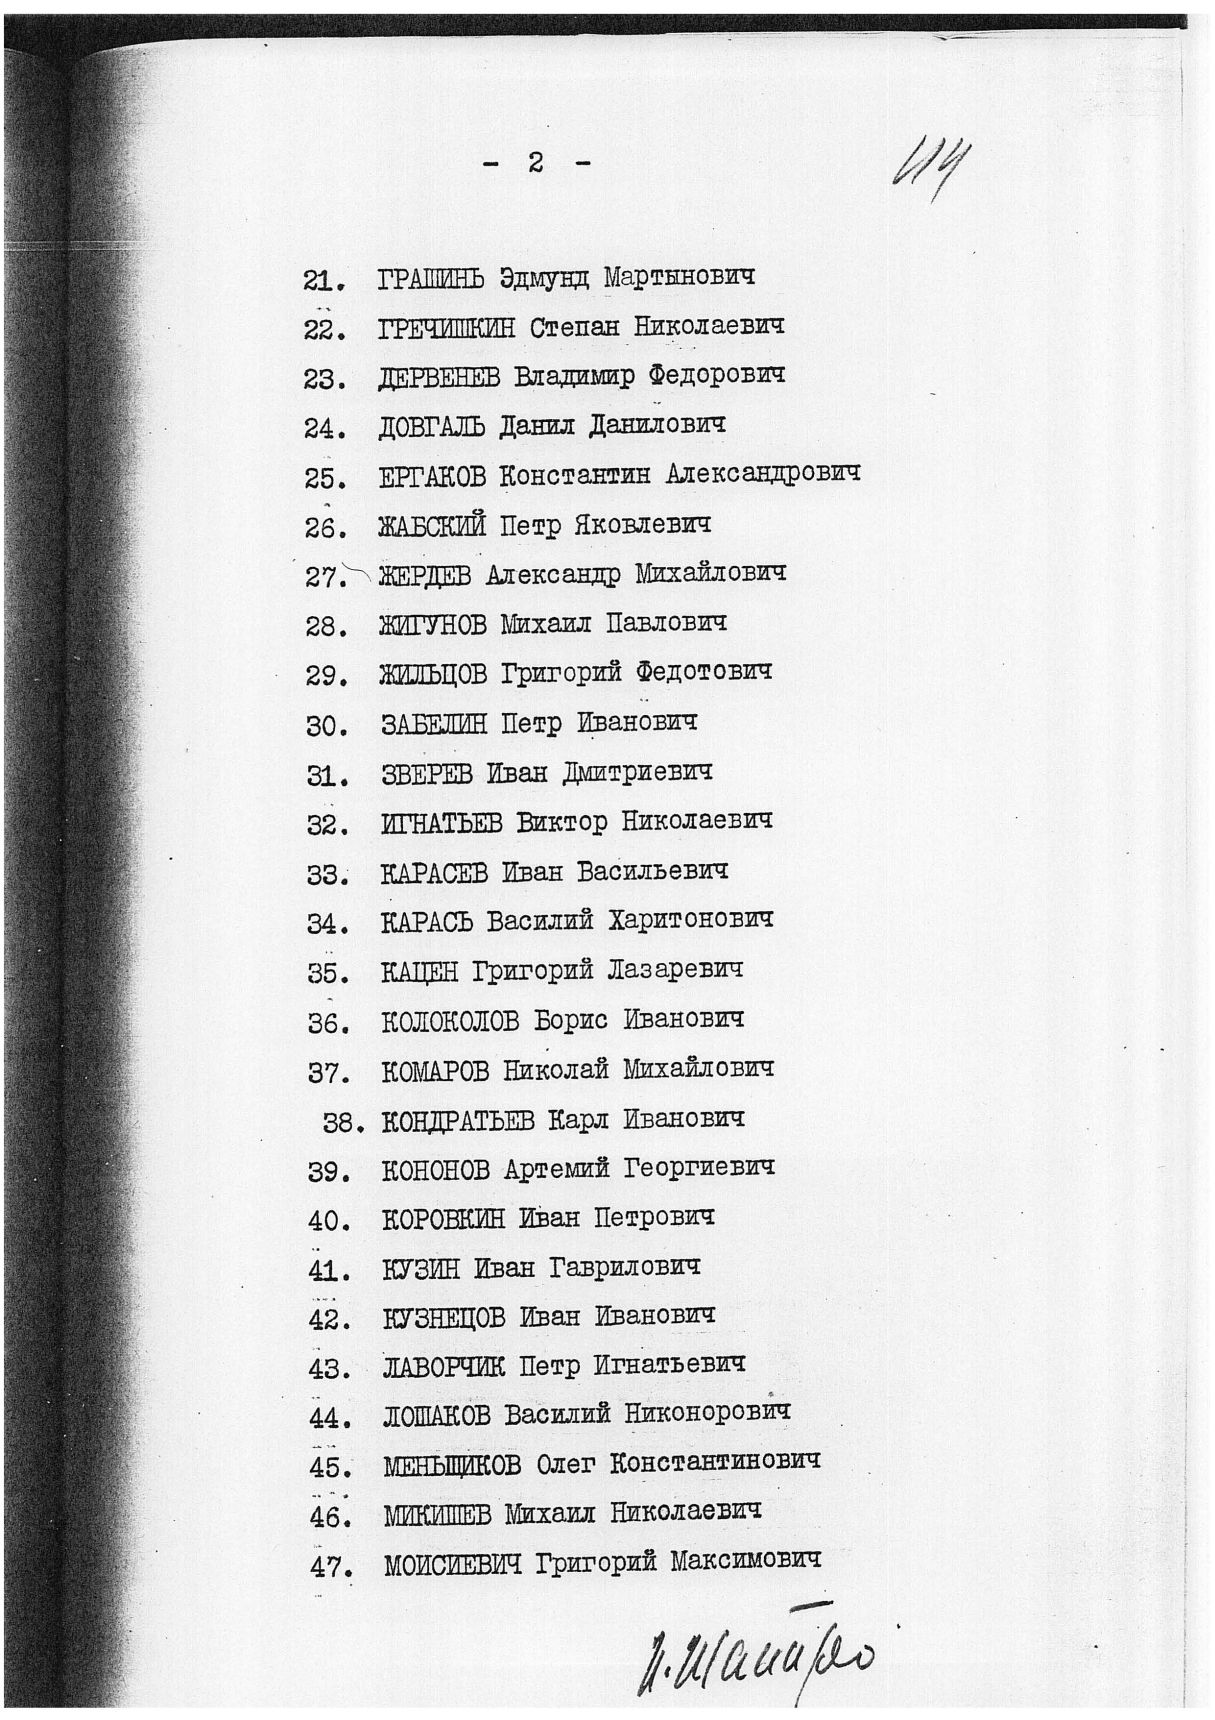 - 2 -
114
21. ГРАШИНЬ Эдмунд Мартынович
22. ГРЕЧИШКИН Степан Николаевич
23. ДЕРВЕНЕВ Владимир Федорович
24. ДОВГАЛЬ Данил Данилович
25. ЕРГАКОВ Константин Александрович
26. ЖАБСКИЙ Петр Яковлевич
27. ЖЕРДЕВ Александр Михайлович
28. ЖИГУНОВ Михаил Павлович
29. ЖИЛЬЦОВ Григорий Федотович
30. ЗАБЕЛИН Петр Иванович
31. ЗВЕРЕВ Иван Дмитриевич
32. ИГНАТЬЕВ Виктор Николаевич
33. КАРАСЕВ Иван Васильевич
34. КАРАСЬ Василий Харитонович
35. КАЦЕН Григорий Лазаревич
36. КОЛОКОЛОВ Борис Иванович
37. КОМАРОВ Николай Михайлович
38. КОНДРАТЬЕВ Карл Иванович
39. КОНОНОВ Артемий Георгиевич
40. КОРОВКИН Иван Петрович
41. КУЗИН Иван Гаврилович
42. КУЗНЕЦОВ Иван Иванович
43. ЛАВОРЧИК Петр Игнатьевич
44. ЛОШАКОВ Василий Никонорович
45. МЕНЬЩИКОВ Олег Константинович
46. МИКИШЕВ Михаил Николаевич
47. МОИСИЕВИЧ Григорий Максимович
И. Шапиро